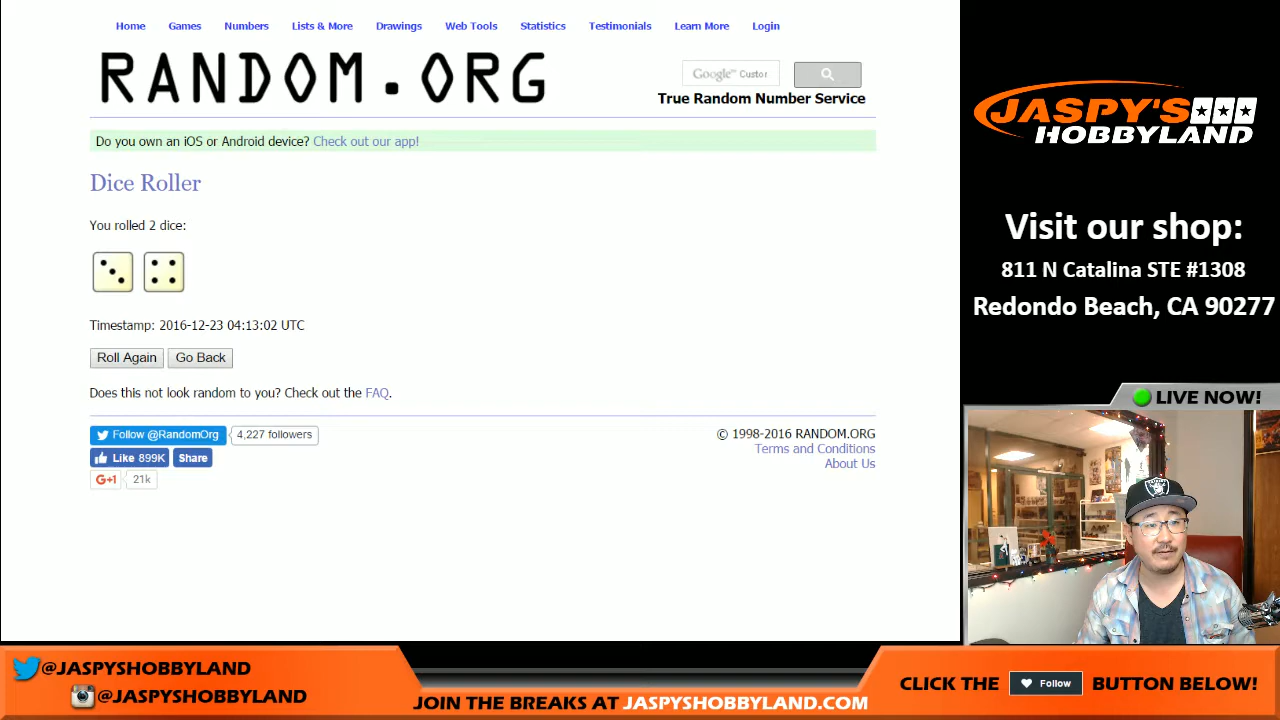 Home Games Numbers Lists & More Drawings Web Tools Statistics Testimonials Learn More Login
RANDOM.ORG
Google™ Custor
True Random Number Service
Do you own an iOS or Android device? Check out our app!
Dice Roller
You rolled 2 dice:
Timestamp: 2016-12-23 04:13:02 UTC
Roll Again Go Back
Does this not look random to you? Check out the FAQ.
Follow @RandomOrg 4,227 followers
Like 899K Share
G+1 21k
© 1998-2016 RANDOM.ORG
Terms and Conditions
About Us
JASPY'S
HOBBYLAND
Visit our shop:
811 N Catalina STE #1308
Redondo Beach, CA 90277
LIVE NOW!
@JASPYSHOBBYLAND
@JASPYSHOBBYLAND
JOIN THE BREAKS AT JASPYSHOBBYLAND.COM
CLICK THE Follow BUTTON BELOW!